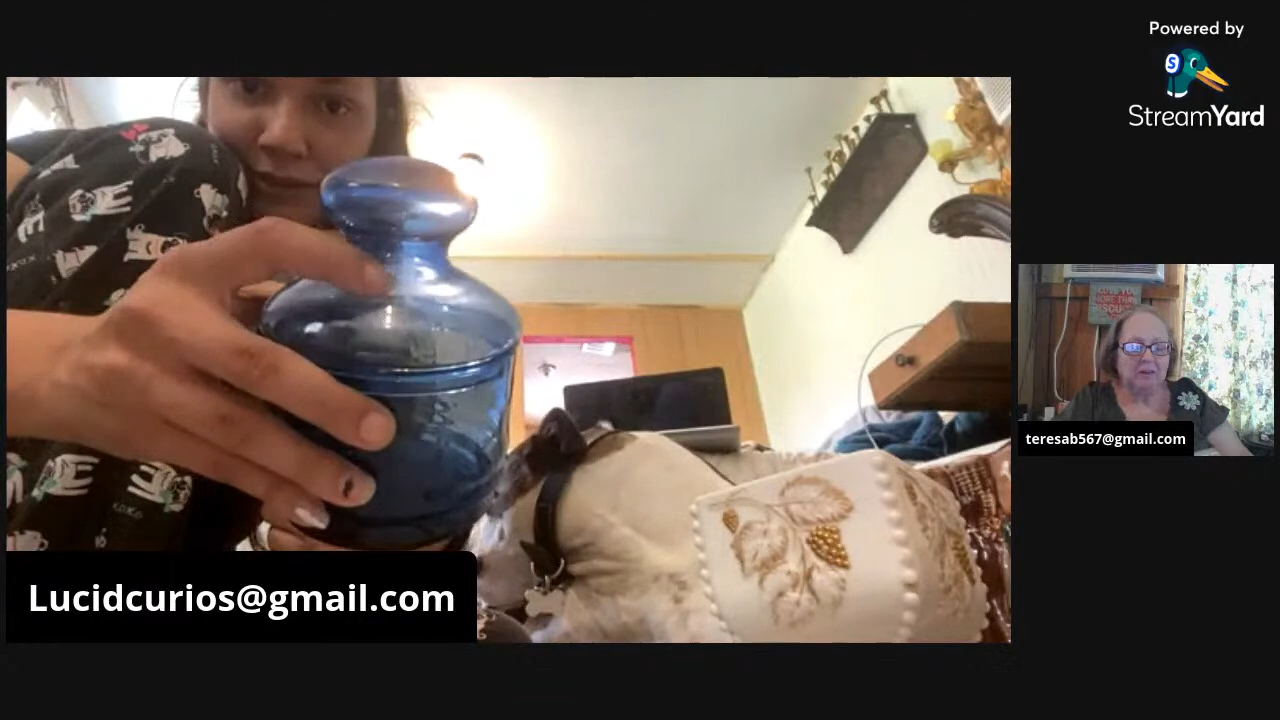 Powered by
S
StreamYard
Lucidcurios@gmail.com
teresab567@gmail.com